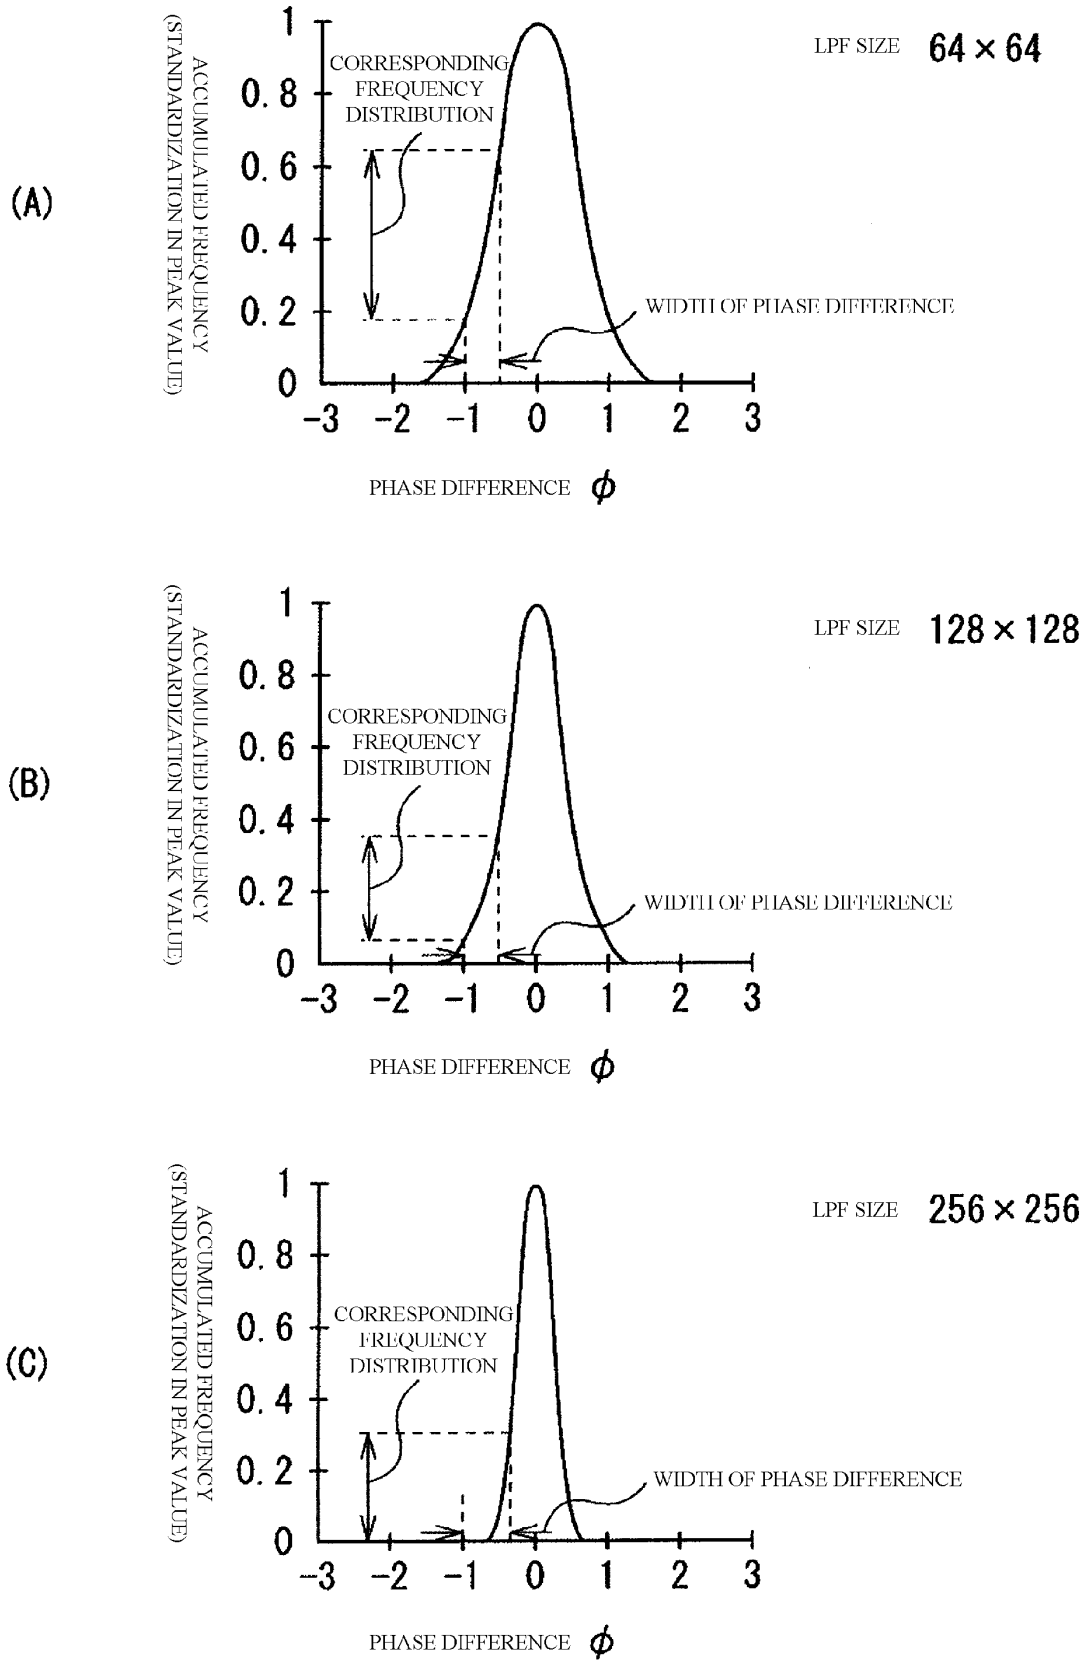 (A)
ACCUMULATED FREQUENCY
(STANDARDIZATION IN PEAK VALUE)
1
0.8
0.6
0.4
0.2
0
CORRESPONDING
FREQUENCY
DISTRIBUTION
LPF SIZE 64×64
WIDTH OF PHASE DIFFERENCE
-3 -2 -1 0 1 2 3
PHASE DIFFERENCE ϕ
(B)
ACCUMULATED FREQUENCY
(STANDARDIZATION IN PEAK VALUE)
1
0.8
0.6
0.4
0.2
0
CORRESPONDING
FREQUENCY
DISTRIBUTION
LPF SIZE 128×128
WIDTH OF PHASE DIFFERENCE
-3 -2 -1 0 1 2 3
PHASE DIFFERENCE ϕ
(C)
ACCUMULATED FREQUENCY
(STANDARDIZATION IN PEAK VALUE)
1
0.8
0.6
0.4
0.2
0
CORRESPONDING
FREQUENCY
DISTRIBUTION
LPF SIZE 256×256
WIDTH OF PHASE DIFFERENCE
-3 -2 -1 0 1 2 3
PHASE DIFFERENCE ϕ